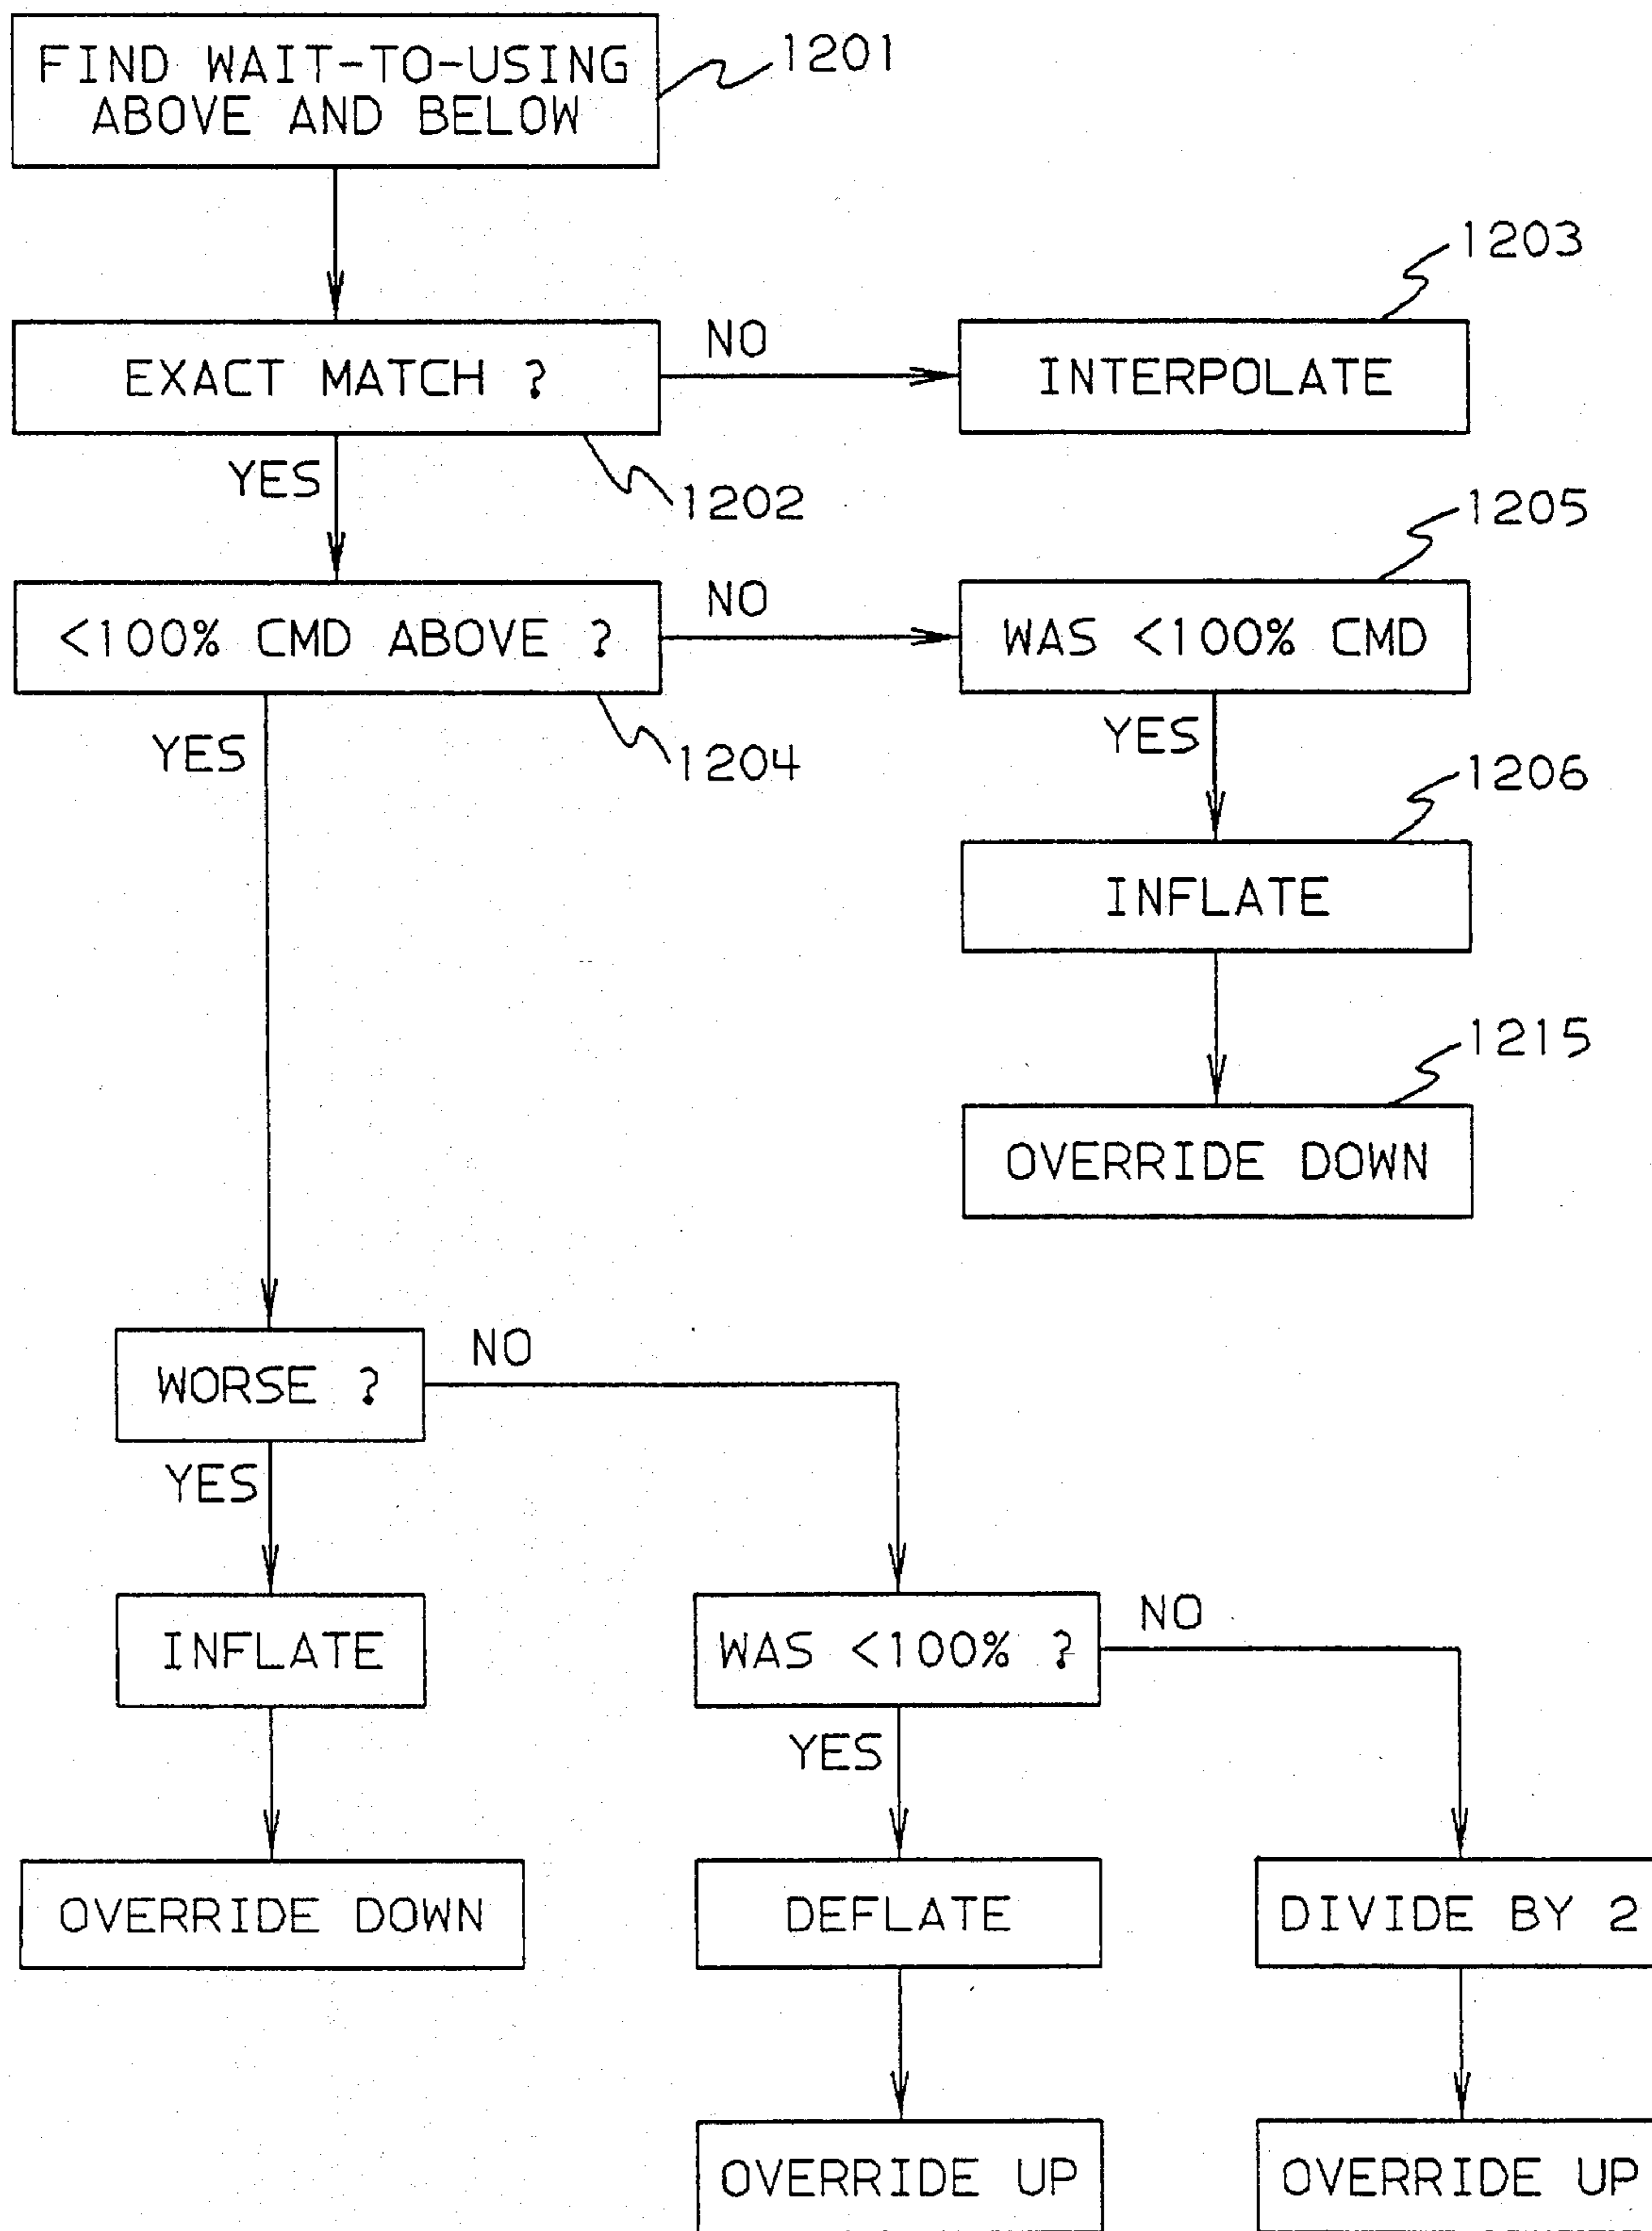 FIND WAIT-TO-USING
ABOVE AND BELOW
1201
1203
EXACT MATCH ?
NO
INTERPOLATE
YES
1202
1205
<100% CMD ABOVE ?
NO
WAS <100% CMD
YES
1204
YES
1206
INFLATE
1215
OVERRIDE DOWN
WORSE ?
NO
YES
INFLATE
WAS <100% ?
NO
YES
OVERRIDE DOWN
DEFLATE
DIVIDE BY 2
OVERRIDE UP
OVERRIDE UP